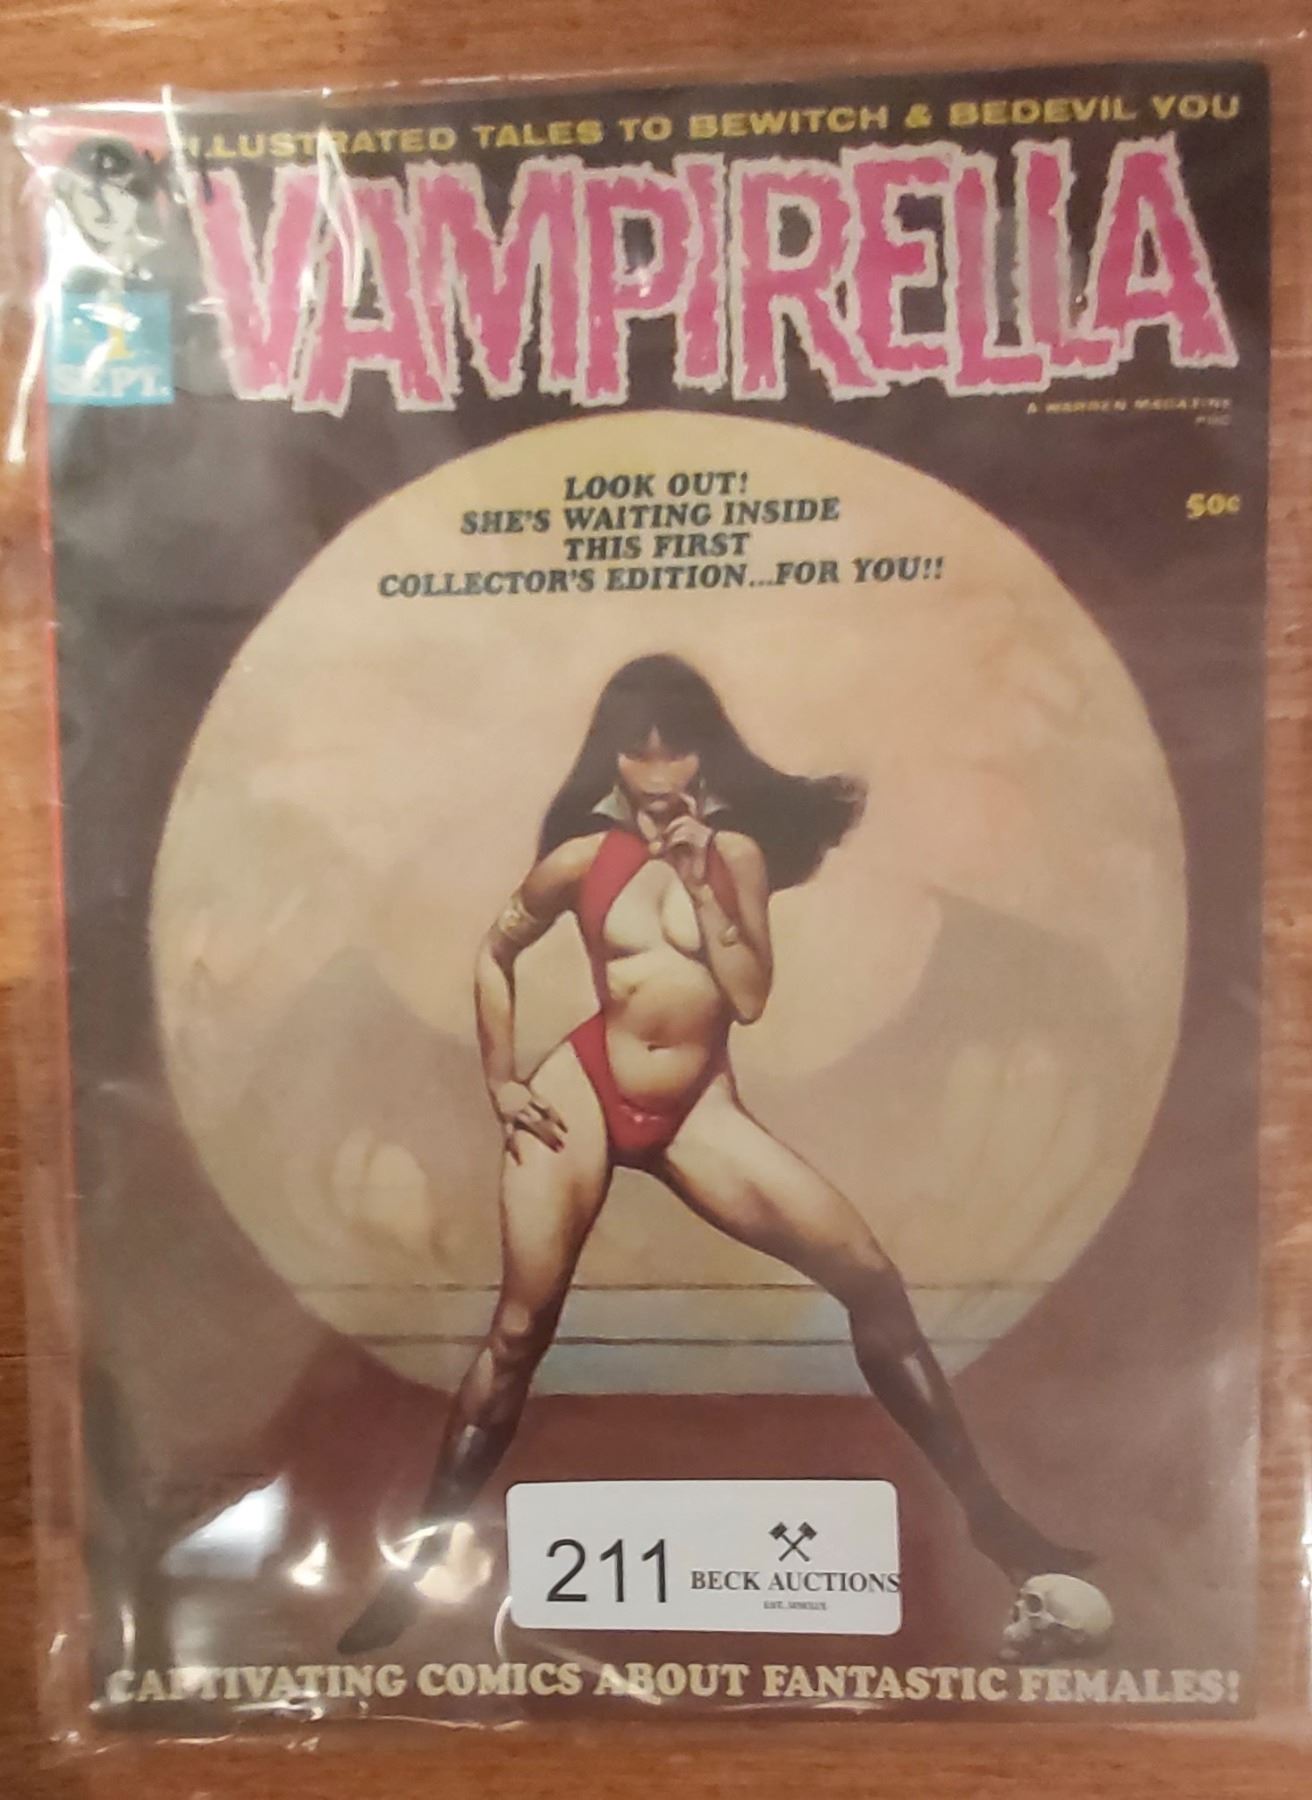 ILLUSTRATED TALES TO BEWITCH & BEDEVIL YOU
VAMPIRELLA
1
SEPT.
A WARREN MAGAZINE
50¢
LOOK OUT!
SHE'S WAITING INSIDE
THIS FIRST
COLLECTOR'S EDITION...FOR YOU!!
211
BECK AUCTIONS
CAPTIVATING COMICS ABOUT FANTASTIC FEMALES!